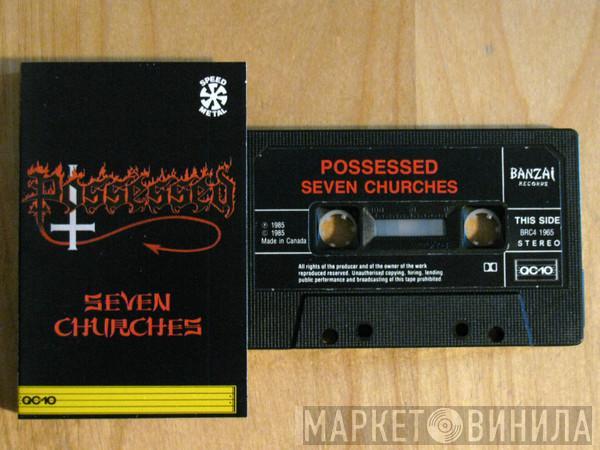 SPEED
METAL
Possessed
SEVEN
CHURCHES
QC-10
POSSESSED
SEVEN CHURCHES
BANZAI
RECORDS
℗ 1985
© 1985
Made in Canada
THIS SIDE
BRC4 1965
STEREO
All rights of the producer and of the owner of the work
reproduced reserved. Unauthorised copying, hiring, lending
public performance and broadcasting of this tape prohibited.
QC-10
МАРКЕТ ВИНИЛА